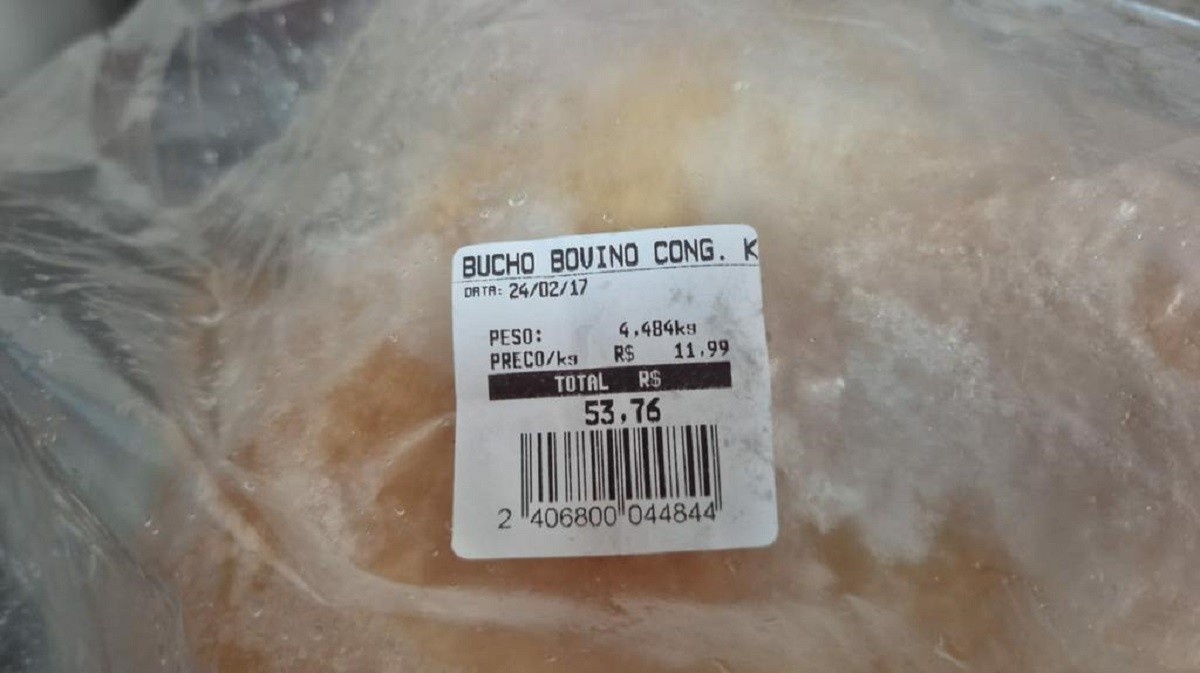 BUCHO BOVINO CONG. K
DATA: 24/02/17
PESO: 4,484kg
PRECO/kg R$ 11,99
TOTAL R$
53,76
2 406800 044844